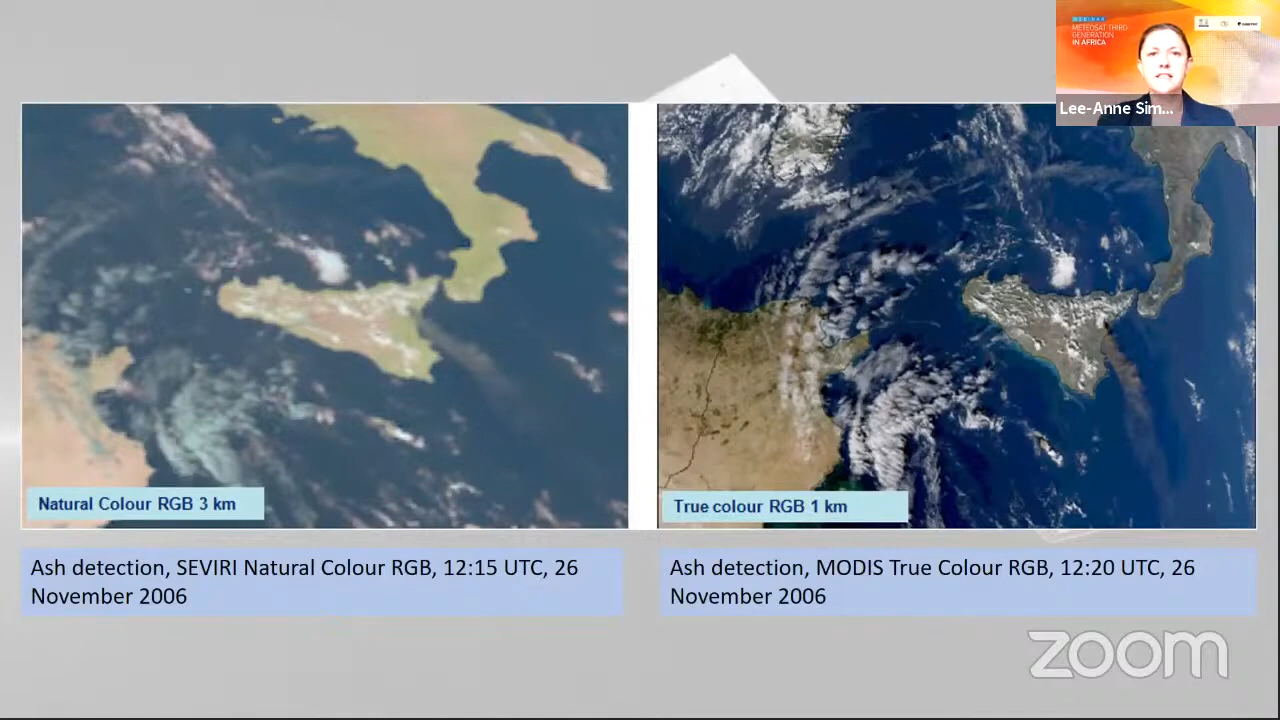 WEBINAR
METEOSAT THIRD
GENERATION
IN AFRICA
Lee-Anne Sim...
Natural Colour RGB 3 km
True colour RGB 1 km
Ash detection, SEVIRI Natural Colour RGB, 12:15 UTC, 26
November 2006
Ash detection, MODIS True Colour RGB, 12:20 UTC, 26
November 2006
zoom